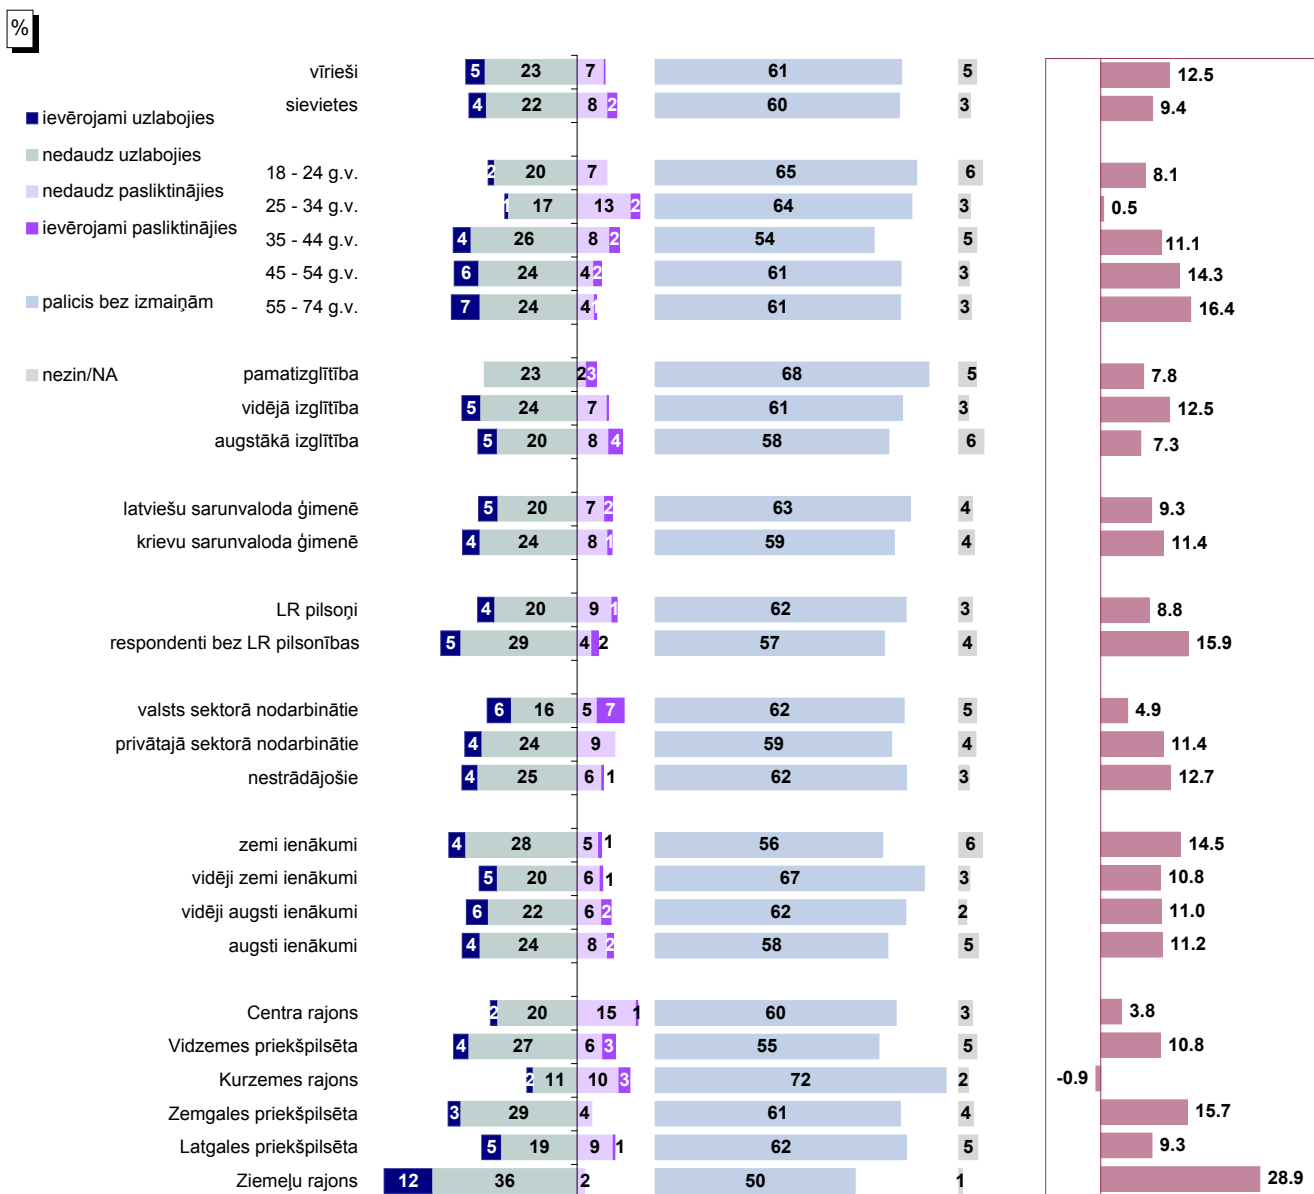 %
ievērojami uzlabojies
nedaudz uzlabojies
nedaudz pasliktinājies
ievērojami pasliktinājies
palicis bez izmaiņām
nezin/NA
vīrieši 5 23 7 61 5 12.5
sievietes 4 22 8 2 60 3 9.4
18 - 24 g.v. 2 20 7 65 6 8.1
25 - 34 g.v. 1 17 13 2 64 3 0.5
35 - 44 g.v. 4 26 8 2 54 5 11.1
45 - 54 g.v. 6 24 4 2 61 3 14.3
55 - 74 g.v. 7 24 4 1 61 3 16.4
pamatizglītība 23 2 3 68 5 7.8
vidējā izglītība 5 24 7 61 3 12.5
augstākā izglītība 5 20 8 4 58 6 7.3
latviešu sarunvaloda ģimenē 5 20 7 2 63 4 9.3
krievu sarunvaloda ģimenē 4 24 8 1 59 4 11.4
LR pilsoņi 4 20 9 1 62 3 8.8
respondenti bez LR pilsonības 5 29 4 2 57 4 15.9
valsts sektorā nodarbinātie 6 16 5 7 62 5 4.9
privātajā sektorā nodarbinātie 4 24 9 59 4 11.4
nestrādājošie 4 25 6 1 62 3 12.7
zemi ienākumi 4 28 5 1 56 6 14.5
vidēji zemi ienākumi 5 20 6 1 67 3 10.8
vidēji augsti ienākumi 6 22 6 2 62 2 11.0
augsti ienākumi 4 24 8 2 58 5 11.2
Centra rajons 2 20 15 1 60 3 3.8
Vidzemes priekšpilsēta 4 27 6 3 55 5 10.8
Kurzemes rajons 2 11 10 3 72 2 -0.9
Zemgales priekšpilsēta 3 29 4 61 4 15.7
Latgales priekšpilsēta 5 19 9 1 62 5 9.3
Ziemeļu rajons 12 36 2 50 1 28.9